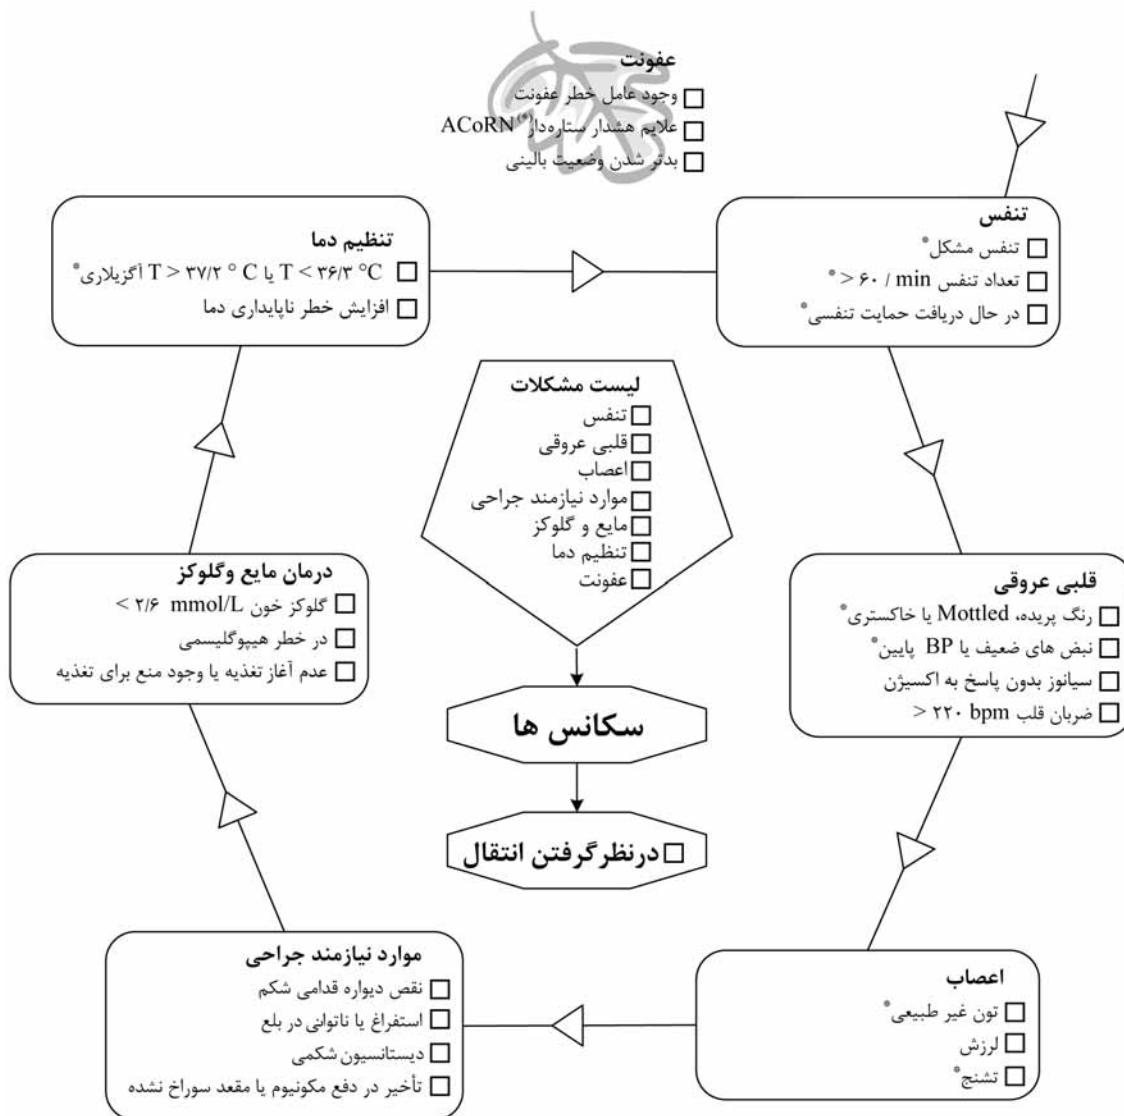 عفونت
وجود عامل خطر عفونت
علایم هشدار ستاره‌دار(*) ACoRN
بدتر شدن وضعیت بالینی
تنفس
تنفس مشکل*
تعداد تنفس ۶۰ / min < *
در حال دریافت حمایت تنفسی*
تنظیم دما
T < ۳۶/۳ °C یا T > ۳۷/۲ ° C آگزیلاری*
افزایش خطر ناپایداری دما
لیست مشکلات
تنفس
قلبی عروقی
اعصاب
موارد نیازمند جراحی
مایع و گلوکز
تنظیم دما
عفونت
قلبی عروقی
رنگ پریده، Mottled یا خاکستری*
نبض های ضعیف یا BP پایین*
سیانوز بدون پاسخ به اکسیژن
ضربان قلب ۲۲۰ bpm <
درمان مایع وگلوکز
گلوکز خون ۲/۶ mmol/L >
در خطر هیپوگلیسمی
عدم آغاز تغذیه یا وجود منع برای تغذیه
سکانس ها
درنظرگرفتن انتقال
اعصاب
تون غیر طبیعی*
لرزش
تشنج*
موارد نیازمند جراحی
نقص دیواره قدامی شکم
استفراغ یا ناتوانی در بلع
دیستانسیون شکمی
تأخیر در دفع مکونیوم یا مقعد سوراخ نشده